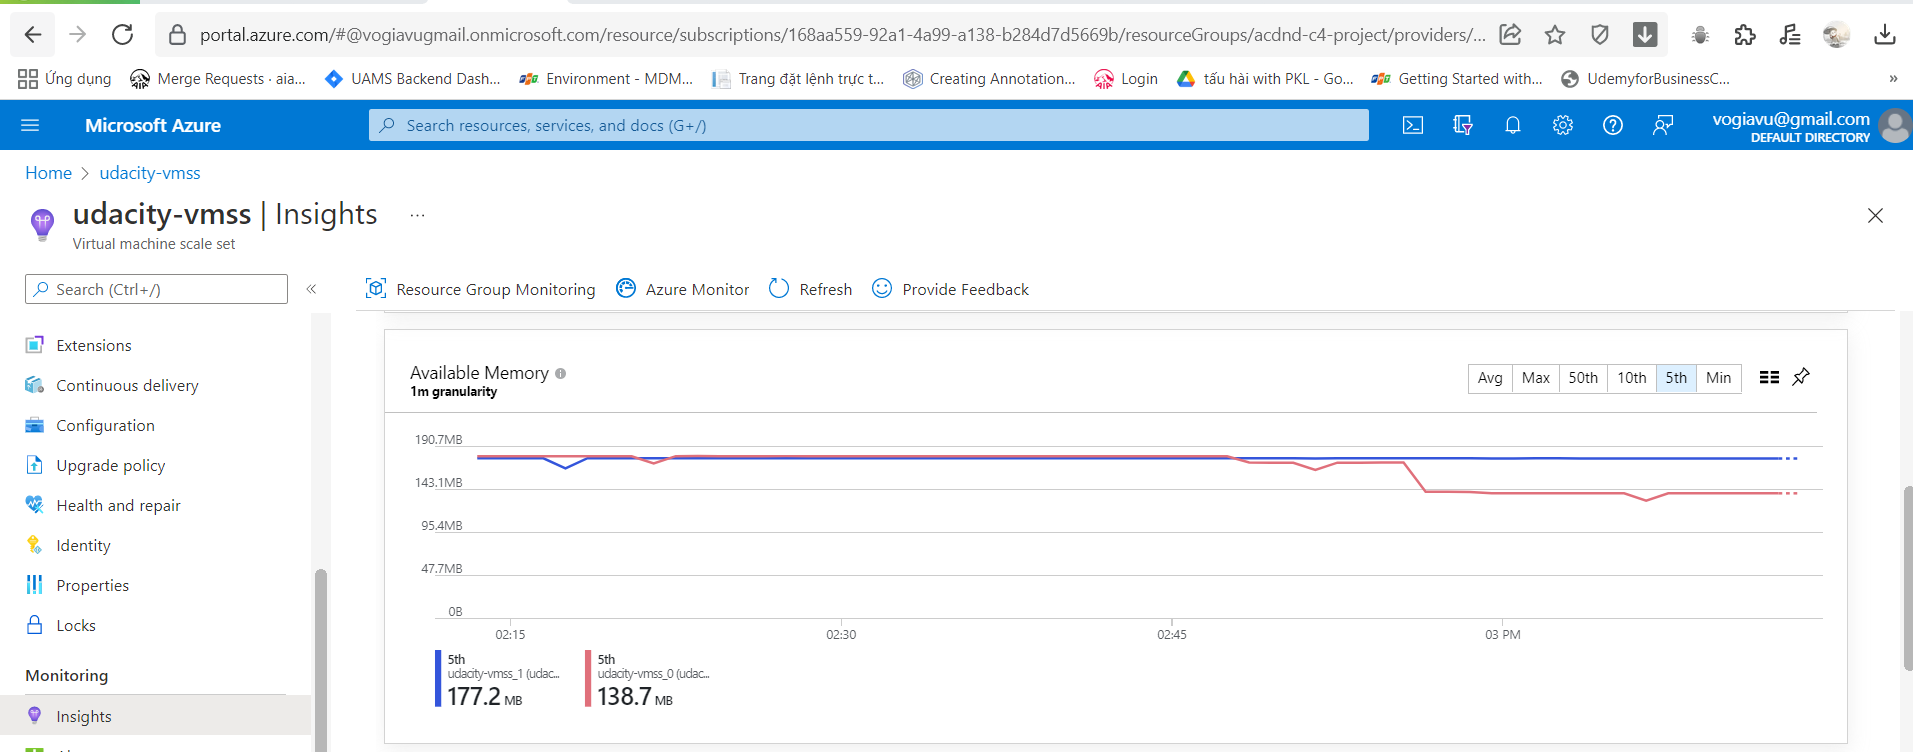 portal.azure.com/#@vogiavugmail.onmicrosoft.com/resource/subscriptions/168aa559-92a1-4a99-a138-b284d7d5669b/resourceGroups/acdnd-c4-project/providers/...
Ứng dụng Merge Requests · aia... UAMS Backend Dash... Environment - MDM... Trang đặt lệnh trực t... Creating Annotation... Login tấu hài with PKL - Go... Getting Started with... UdemyforBusinessC... »
Microsoft Azure Search resources, services, and docs (G+/) vogiavu@gmail.com
DEFAULT DIRECTORY
Home > udacity-vmss
udacity-vmss | Insights ...
Virtual machine scale set
Search (Ctrl+/) «
Resource Group Monitoring Azure Monitor Refresh Provide Feedback
Extensions
Continuous delivery
Configuration
Upgrade policy
Health and repair
Identity
Properties
Locks
Monitoring
Insights
Available Memory
1m granularity
Avg Max 50th 10th 5th Min
190.7MB
143.1MB
95.4MB
47.7MB
0B
02:15 02:30 02:45 03 PM
5th
udacity-vmss_1 (udac...
177.2 MB
5th
udacity-vmss_0 (udac...
138.7 MB